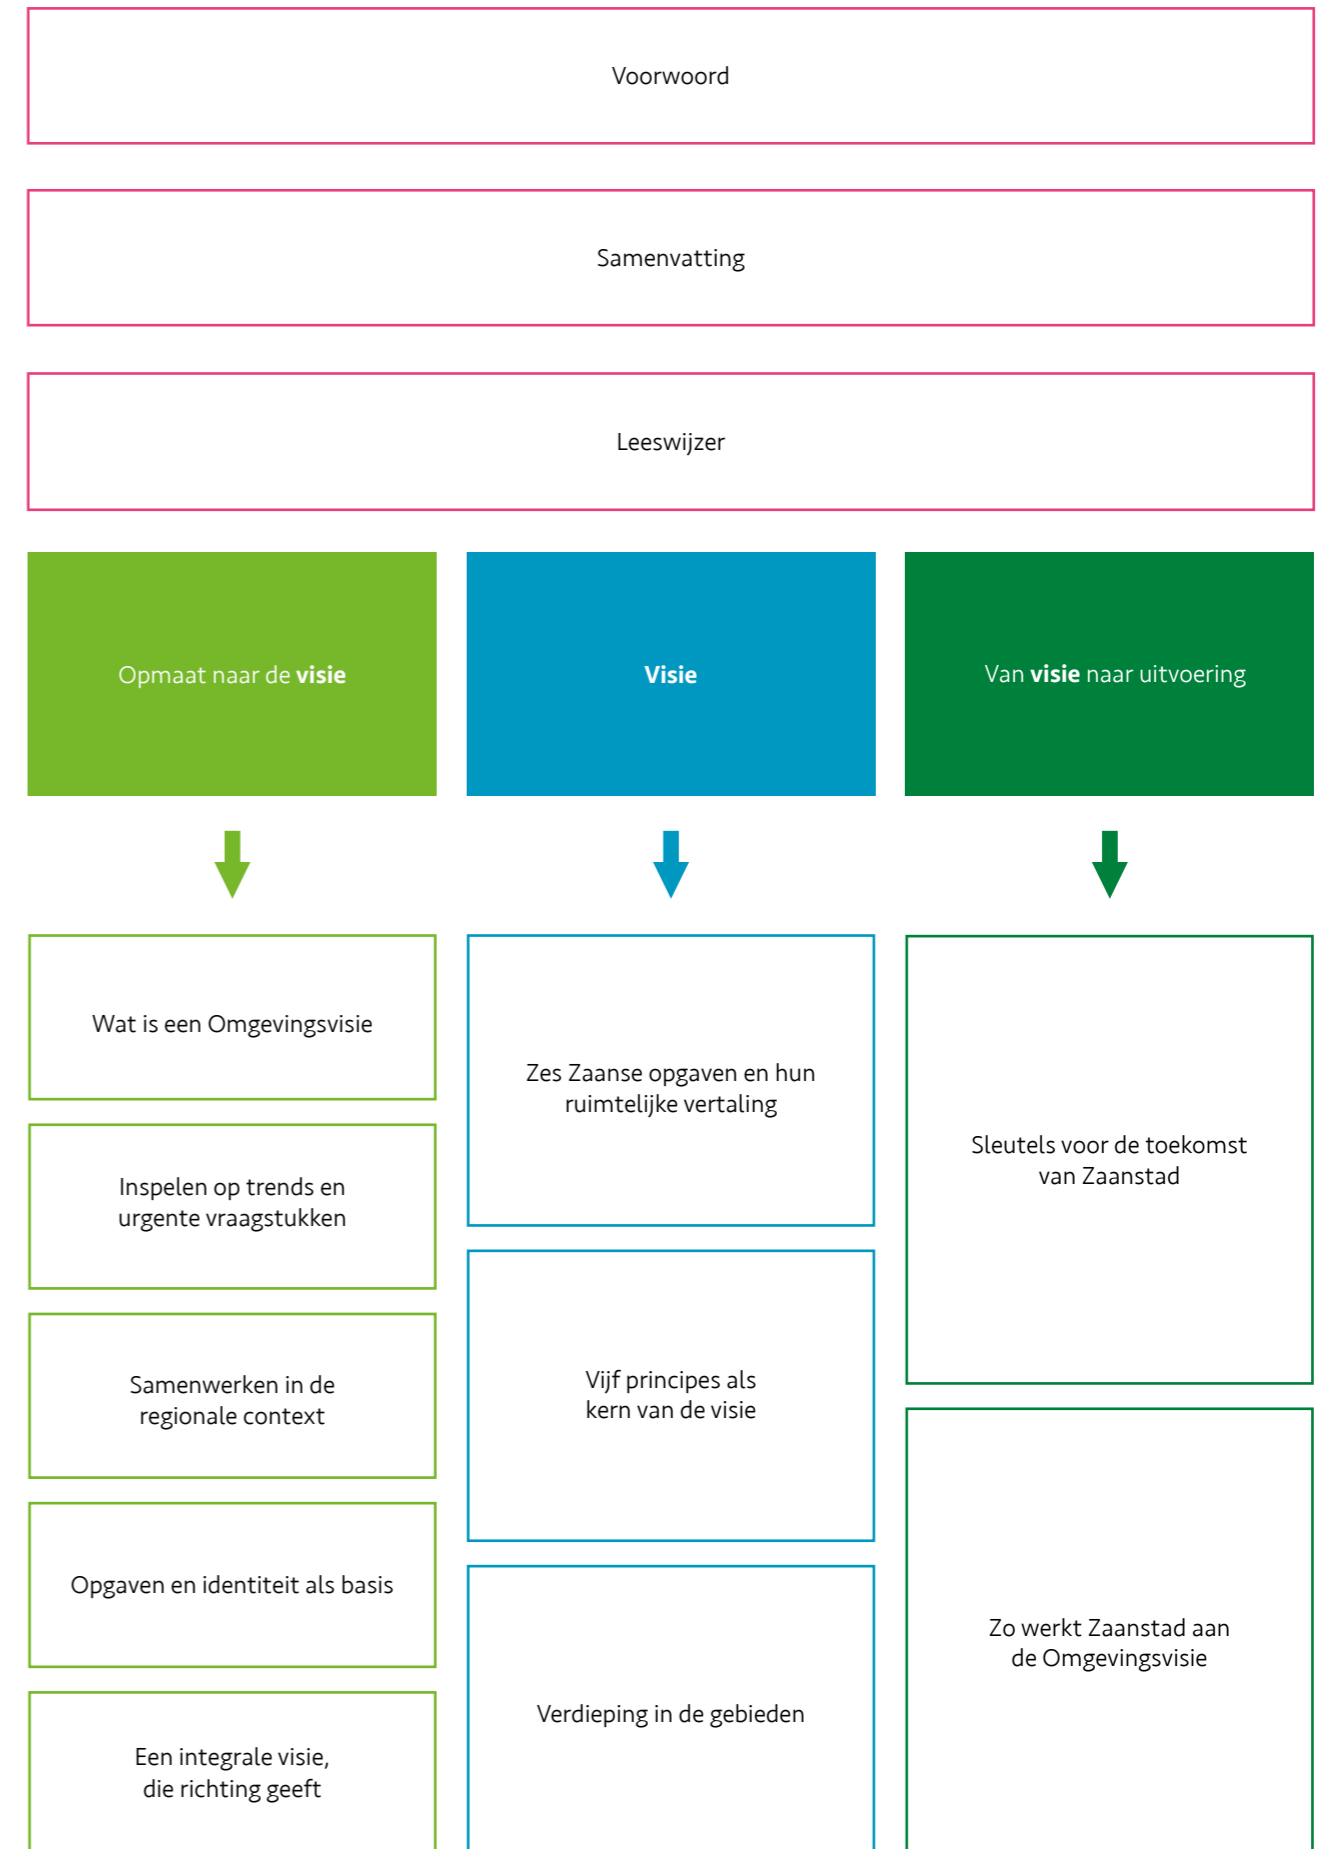 Voorwoord
Samenvatting
Leeswijzer
Opmaat naar de visie
Visie
Van visie naar uitvoering
Wat is een Omgevingsvisie
Inspelen op trends en
urgente vraagstukken
Samenwerken in de
regionale context
Opgaven en identiteit als basis
Een integrale visie,
die richting geeft
Zes Zaanse opgaven en hun
ruimtelijke vertaling
Vijf principes als
kern van de visie
Verdieping in de gebieden
Sleutels voor de toekomst
van Zaanstad
Zo werkt Zaanstad aan
de Omgevingsvisie